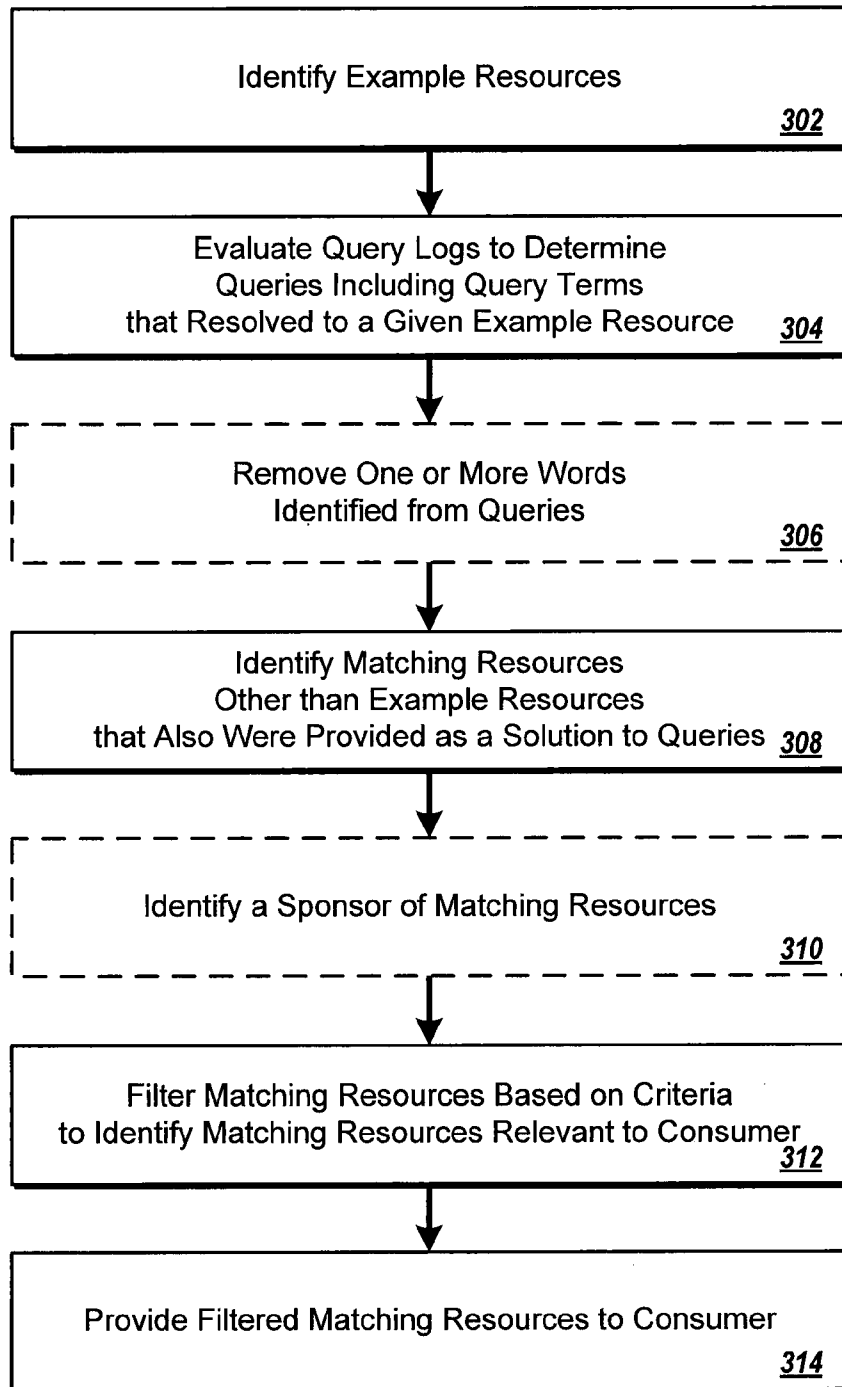 Identify Example Resources
302
Evaluate Query Logs to Determine
Queries Including Query Terms
that Resolved to a Given Example Resource
304
Remove One or More Words
Identified from Queries
306
Identify Matching Resources
Other than Example Resources
that Also Were Provided as a Solution to Queries
308
Identify a Sponsor of Matching Resources
310
Filter Matching Resources Based on Criteria
to Identify Matching Resources Relevant to Consumer
312
Provide Filtered Matching Resources to Consumer
314